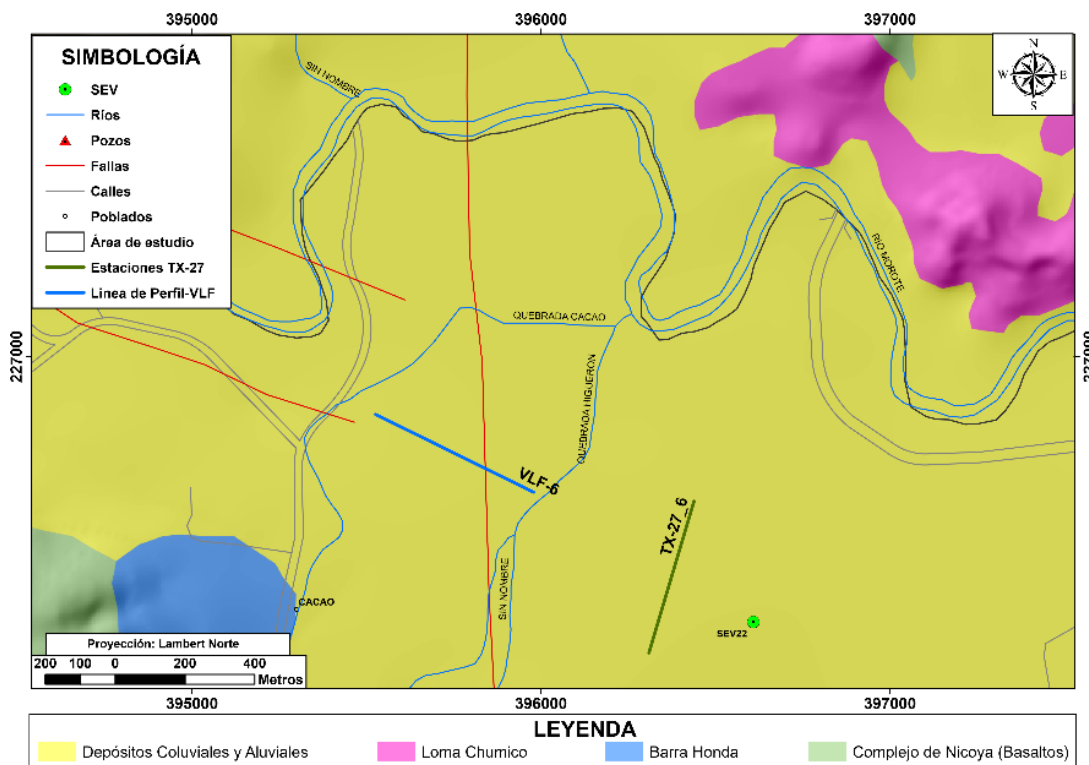 395000
396000
397000
SIMBOLOGÍA
SEV
Ríos
Pozos
Fallas
Calles
Poblados
Área de estudio
Estaciones TX-27
Linea de Perfil-VLF
N
W E
S
SIN NOMBRE
RIO MOROTE
QUEBRADA CACAO
QUEBRADA HIGUERON
227000
227000
VLF-6
TX-27_6
SIN NOMBRE
CACAO
SEV22
Proyección: Lambert Norte
200 100 0 200 400
Metros
395000
396000
397000
LEYENDA
Depósitos Coluviales y Aluviales
Loma Chumico
Barra Honda
Complejo de Nicoya (Basaltos)